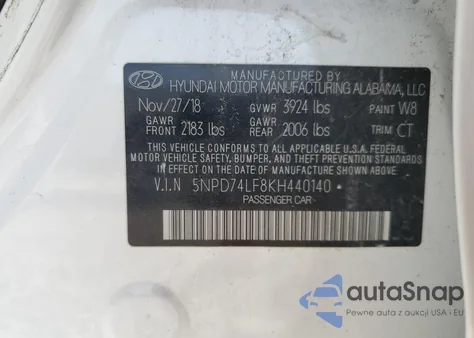 MANUFACTURED BY
HYUNDAI MOTOR MANUFACTURING ALABAMA, LLC
Nov/27/18 GVWR 3924 lbs PAINT W8
GAWR FRONT 2183 lbs GAWR REAR 2006 lbs TRIM CT
THIS VEHICLE CONFORMS TO ALL APPLICABLE U.S.A. FEDERAL
MOTOR VEHICLE SAFETY, BUMPER, AND THEFT PREVENTION STANDARDS
IN EFFECT ON THE DATE OF MANUFACTURE SHOWN ABOVE.
V.I.N 5NPD74LF8KH440140
PASSENGER CAR
autoSnap
Pewne auta z aukcji USA i EU